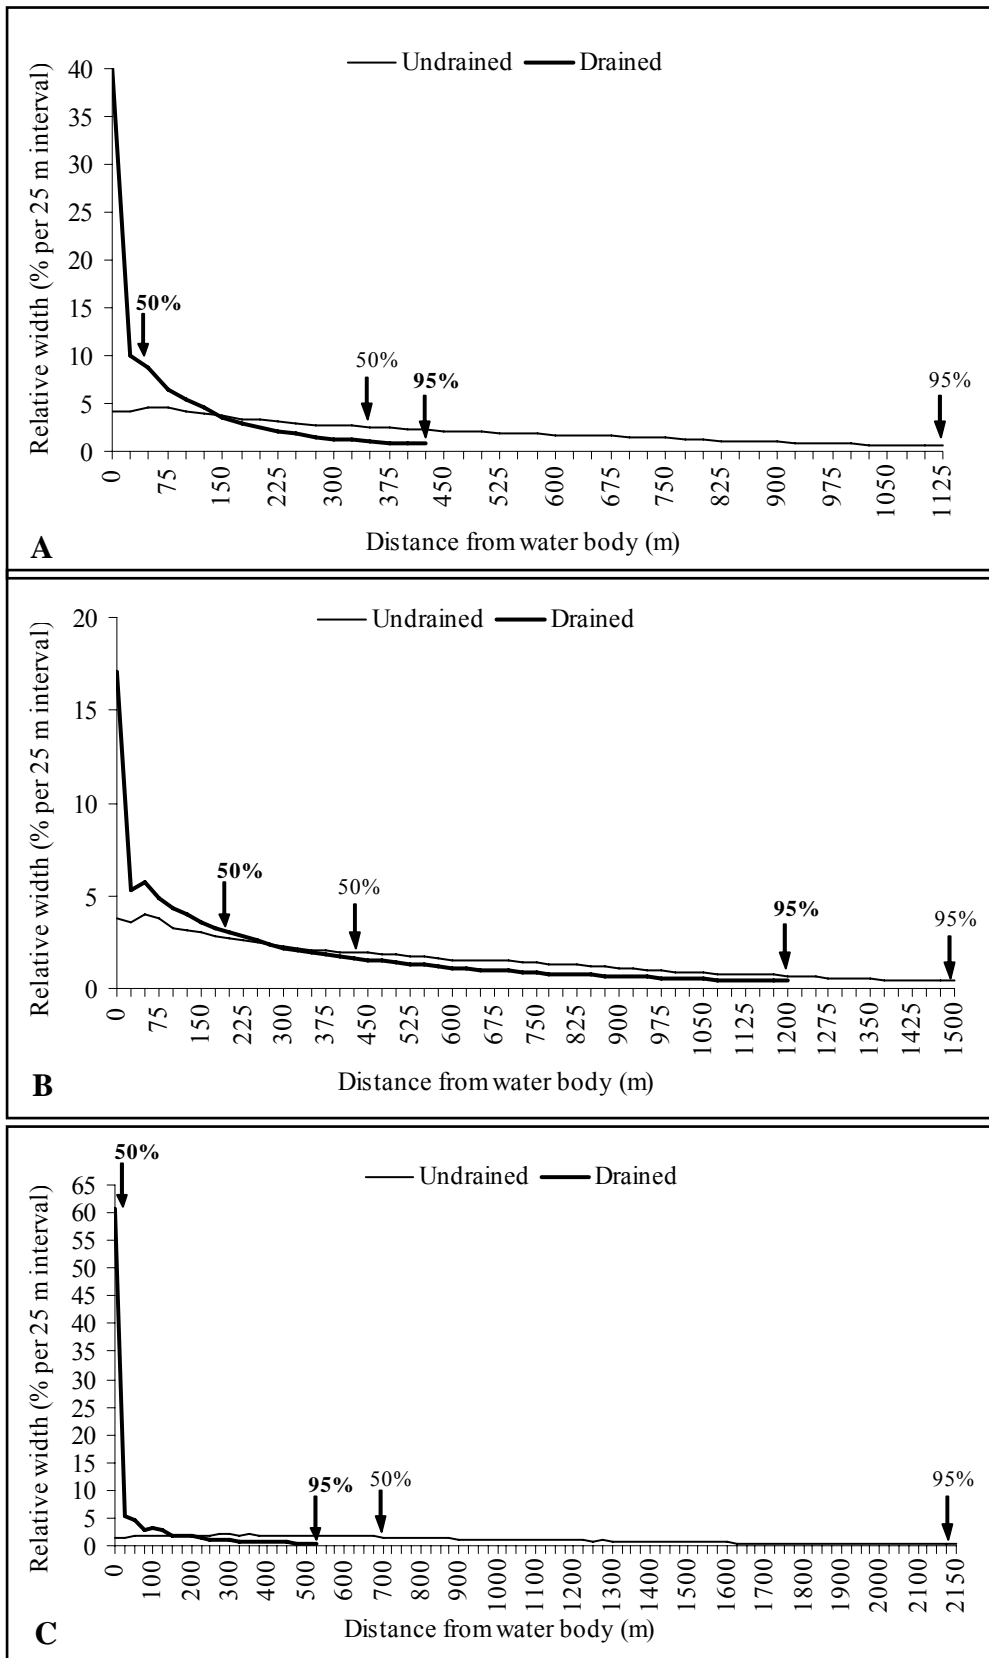 Undrained Drained
Relative width (% per 25 m interval)
40
35
30
25
20
15
10
5
0
50%
50%
95%
95%
0 75 150 225 300 375 450 525 600 675 750 825 900 975 1050 1125
Distance from water body (m)
A
Undrained Drained
Relative width (% per 25 m interval)
20
15
10
5
0
50%
50%
95%
95%
0 75 150 225 300 375 450 525 600 675 750 825 900 975 1050 1125 1200 1275 1350 1425 1500
Distance from water body (m)
B
50%
Undrained Drained
Relative width (% per 25 m interval)
65
60
55
50
45
40
35
30
25
20
15
10
5
0
95%
50%
95%
0 100 200 300 400 500 600 700 800 900 1000 1100 1200 1300 1400 1500 1600 1700 1800 1900 2000 2100 2150
Distance from water body (m)
C